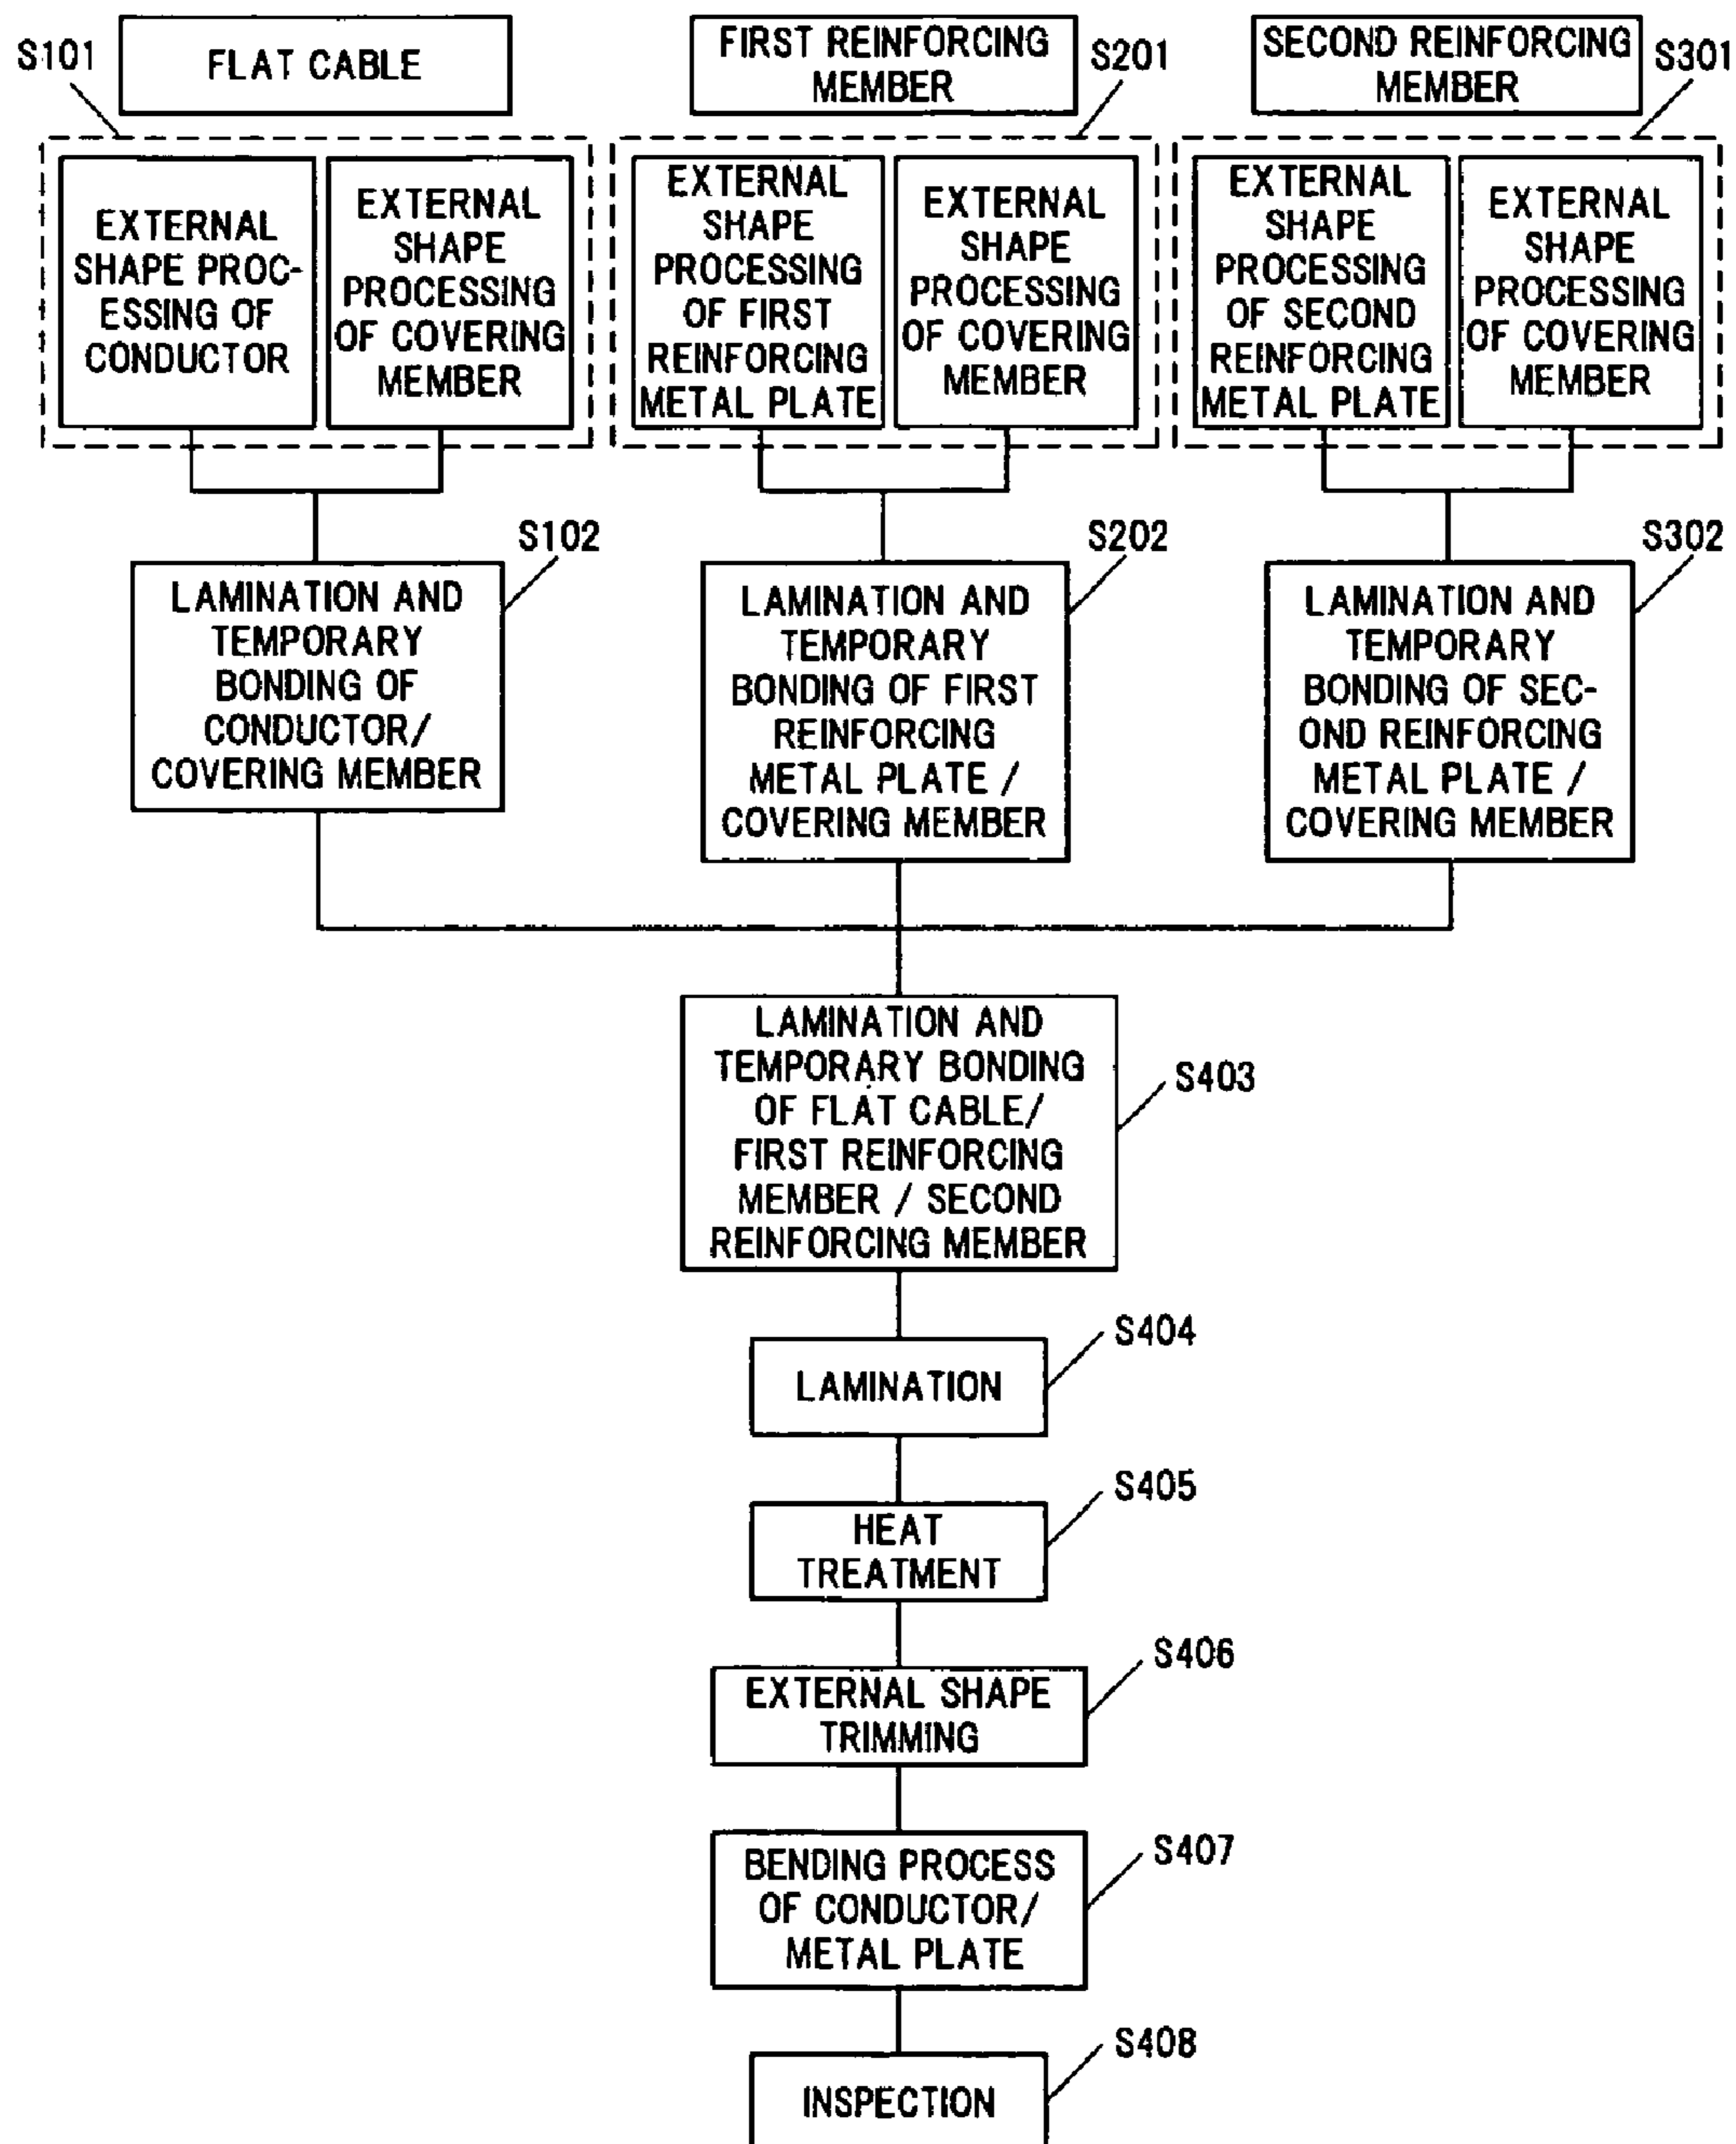 S101
FLAT CABLE
FIRST REINFORCING
MEMBER
S201
SECOND REINFORCING
MEMBER
S301
EXTERNAL
SHAPE PROC-
ESSING OF
CONDUCTOR
EXTERNAL
SHAPE
PROCESSING
OF COVERING
MEMBER
EXTERNAL
SHAPE
PROCESSING
OF FIRST
REINFORCING
METAL PLATE
EXTERNAL
SHAPE
PROCESSING
OF COVERING
MEMBER
EXTERNAL
SHAPE
PROCESSING
OF SECOND
REINFORCING
METAL PLATE
EXTERNAL
SHAPE
PROCESSING
OF COVERING
MEMBER
S102
LAMINATION AND
TEMPORARY
BONDING OF
CONDUCTOR/
COVERING MEMBER
S202
LAMINATION AND
TEMPORARY
BONDING OF FIRST
REINFORCING
METAL PLATE /
COVERING MEMBER
S302
LAMINATION AND
TEMPORARY
BONDING OF SEC-
OND REINFORCING
METAL PLATE /
COVERING MEMBER
LAMINATION AND
TEMPORARY BONDING
OF FLAT CABLE/
FIRST REINFORCING
MEMBER / SECOND
REINFORCING MEMBER
S403
S404
LAMINATION
S405
HEAT
TREATMENT
S406
EXTERNAL SHAPE
TRIMMING
S407
BENDING PROCESS
OF CONDUCTOR/
METAL PLATE
S408
INSPECTION